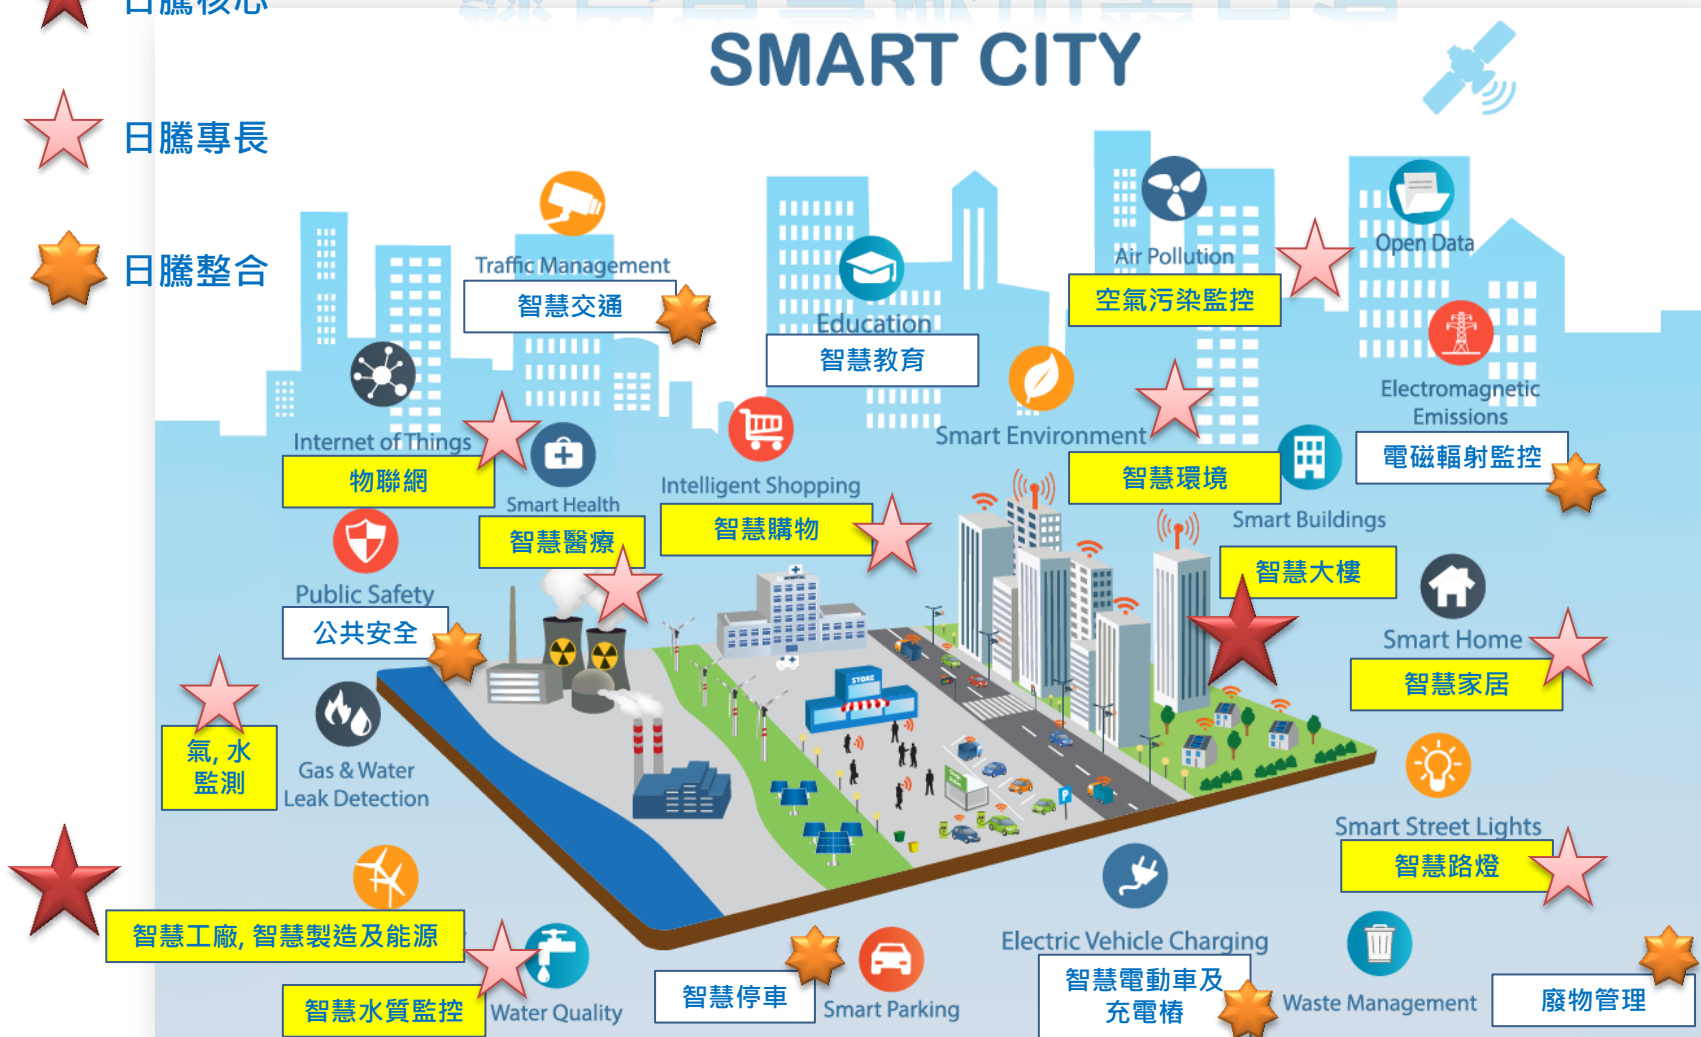 日騰核心
SMART CITY
日騰專長
日騰整合
Traffic Management
智慧交通
Education
智慧教育
Air Pollution
空氣污染監控
Open Data
Electromagnetic
Emissions
電磁輻射監控
Internet of Things
物聯網
Smart Health
智慧醫療
Intelligent Shopping
智慧購物
Smart Environment
智慧環境
Smart Buildings
智慧大樓
Public Safety
公共安全
HOSPITAL
STORE
Smart Home
智慧家居
氣, 水
監測
Gas & Water
Leak Detection
P
Smart Street Lights
智慧路燈
智慧工廠, 智慧製造及能源
智慧水質監控
Water Quality
智慧停車
Smart Parking
Electric Vehicle Charging
智慧電動車及
充電樁
Waste Management
廢物管理